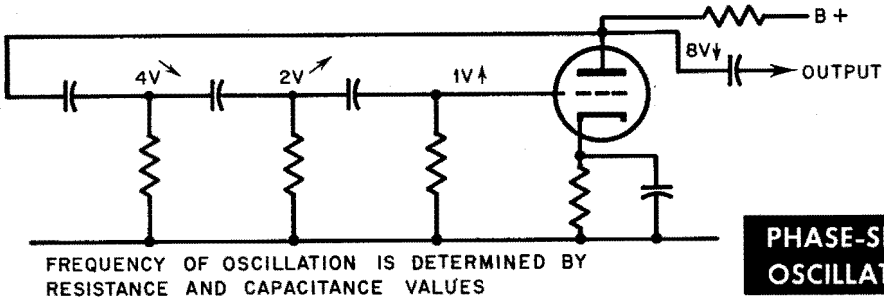 B+
8V↓
OUTPUT
4V↘
2V↗
1V↑
FREQUENCY OF OSCILLATION IS DETERMINED BY
RESISTANCE AND CAPACITANCE VALUES